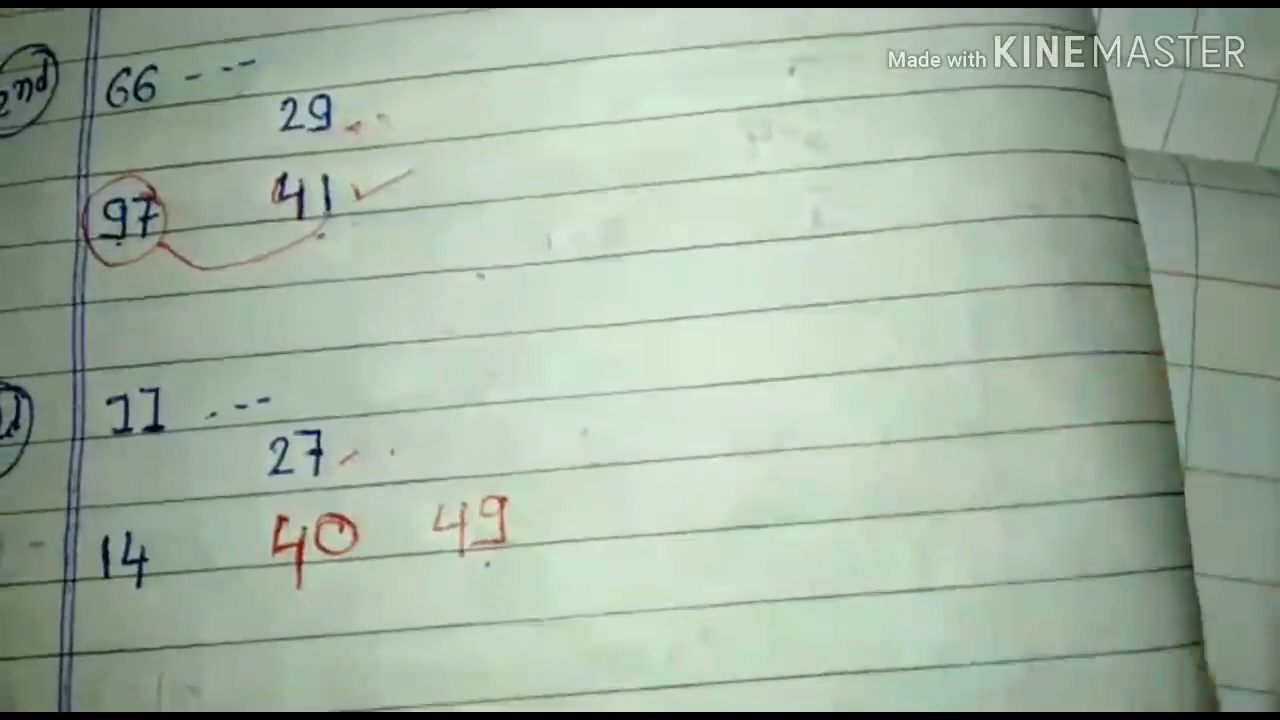 Made with KINEMASTER
2nd 66 - - -
29
97 41 ✓
11 - - -
27
14 40 49